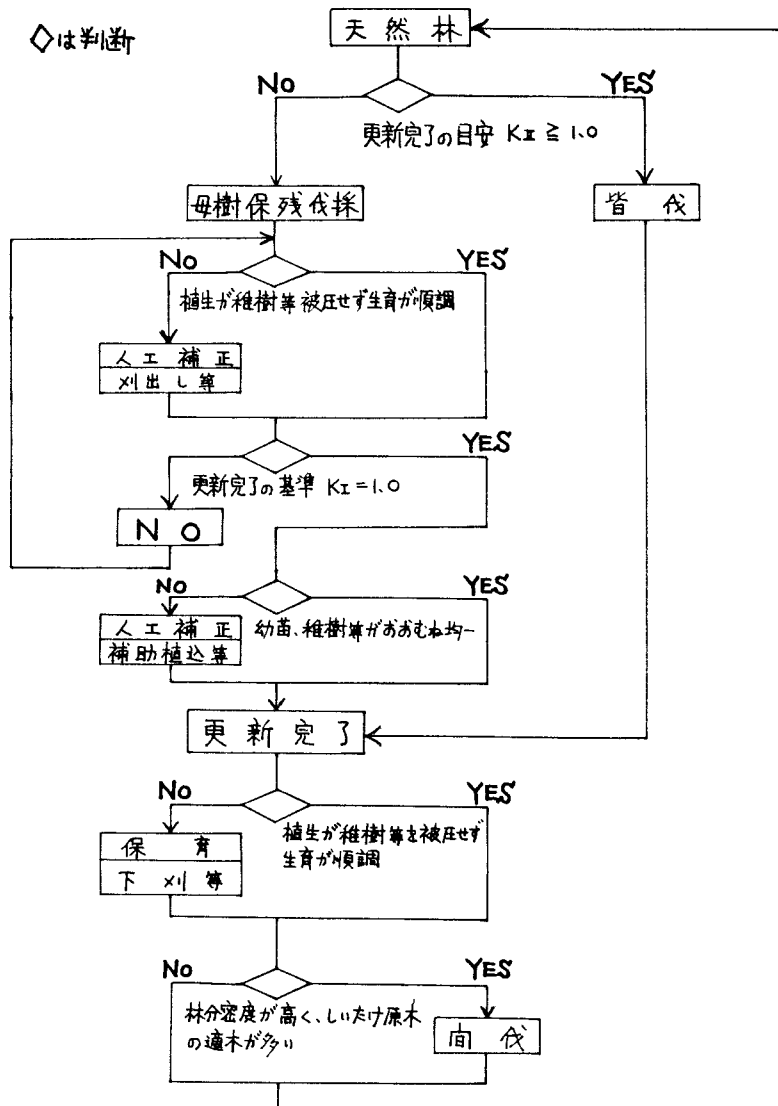 ◇は判断
天然林
NO
YES
更新完了の目安 KⅡ≧1.0
母樹保残伐採
皆伐
NO
YES
植生が稚樹等被圧せず生育が順調
人工補正
刈出し等
YES
更新完了の基準 KI=1.0
NO
NO
YES
人工補正
幼苗、稚樹等がおおむね均一
補助植込等
更新完了
NO
YES
植生が稚樹等を被圧せず
生育が順調
保育
下刈等
NO
YES
林分密度が高く、しいたけ原木
の適木が多い
間伐